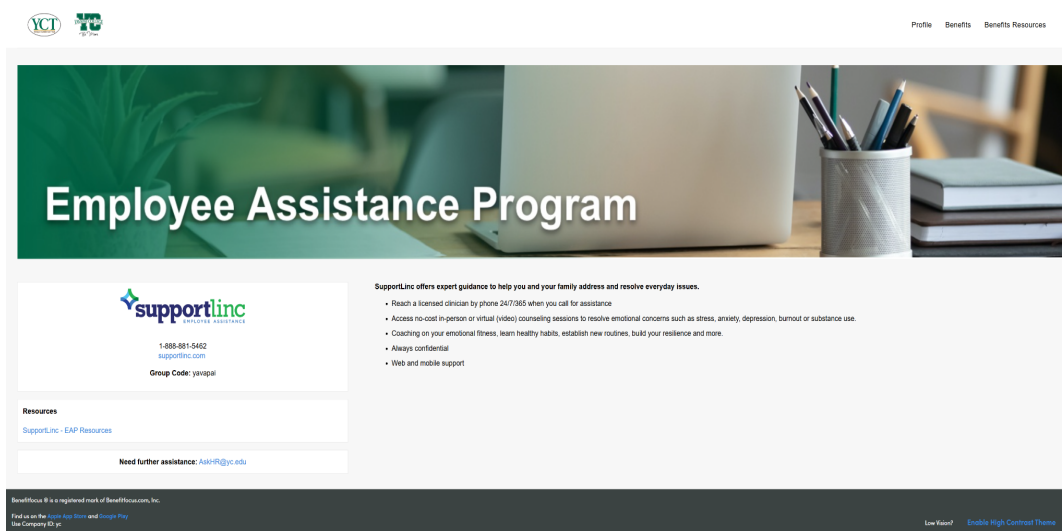 YCT
YC
Profile Benefits Benefits Resources
Employee Assistance Program
supportlinc
EMPLOYEE ASSISTANCE
1-888-881-5462
supportlinc.com
Group Code: yavapai
Resources
SupportLinc - EAP Resources
Need further assistance: AskHR@yc.edu
SupportLinc offers expert guidance to help you and your family address and resolve everyday issues.
• Reach a licensed clinician by phone 24/7/365 when you call for assistance
• Access no-cost in-person or virtual (video) counseling sessions to resolve emotional concerns such as stress, anxiety, depression, burnout or substance use.
• Coaching on your emotional fitness, learn healthy habits, establish new routines, build your resilience and more.
• Always confidential
• Web and mobile support
Benefitfocus ® is a registered mark of Benefitfocus.com, Inc.
Find us on the Apple App Store and Google Play
Use Company ID: yc
Low Vision? Enable High Contrast Theme